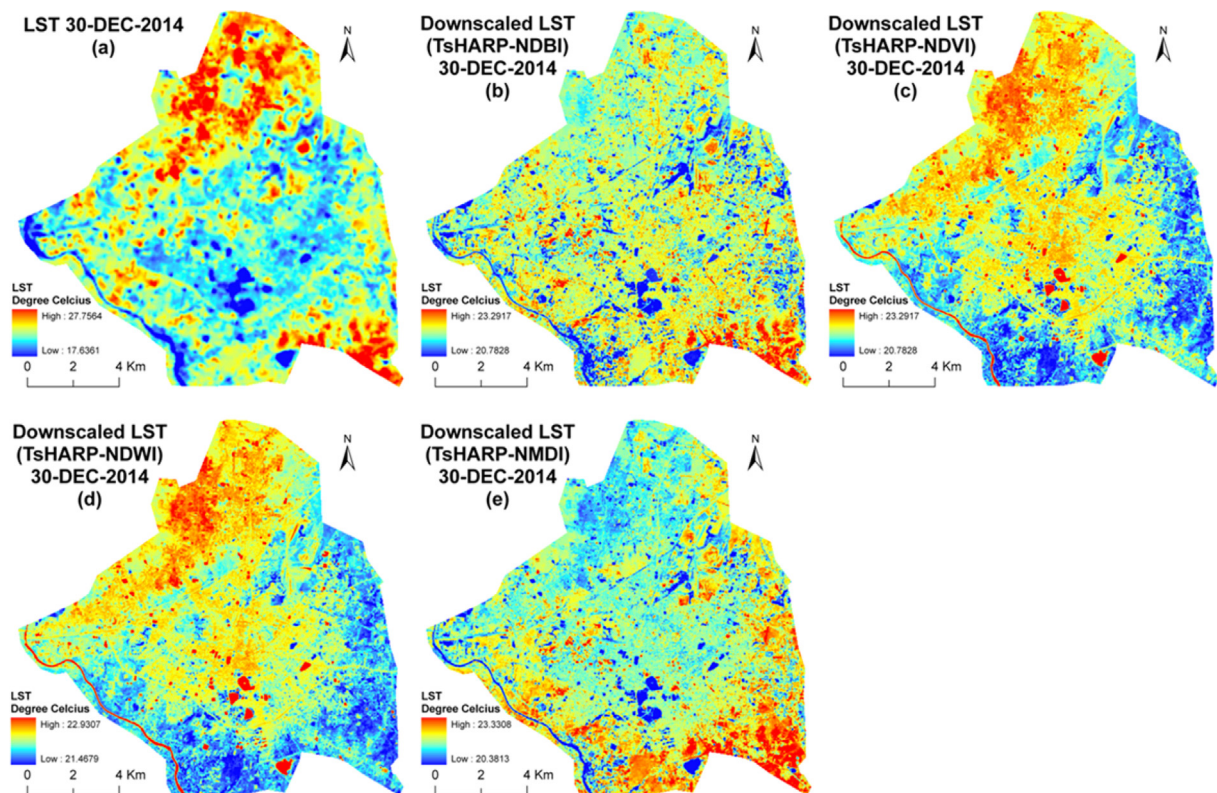 LST 30-DEC-2014
(a)
N
LST
Degree Celcius
High : 27.7564
Low : 17.6361
0 2 4 Km
Downscaled LST
(TsHARP-NDBI)
30-DEC-2014
(b)
N
LST
Degree Celcius
High : 23.2917
Low : 20.7828
0 2 4 Km
Downscaled LST
(TsHARP-NDVI)
30-DEC-2014
(c)
N
LST
Degree Celcius
High : 23.2917
Low : 20.7828
0 2 4 Km
Downscaled LST
(TsHARP-NDWI)
30-DEC-2014
(d)
N
LST
Degree Celcius
High : 22.9307
Low : 21.4679
0 2 4 Km
Downscaled LST
(TsHARP-NMDI)
30-DEC-2014
(e)
N
LST
Degree Celcius
High : 23.3308
Low : 20.3813
0 2 4 Km